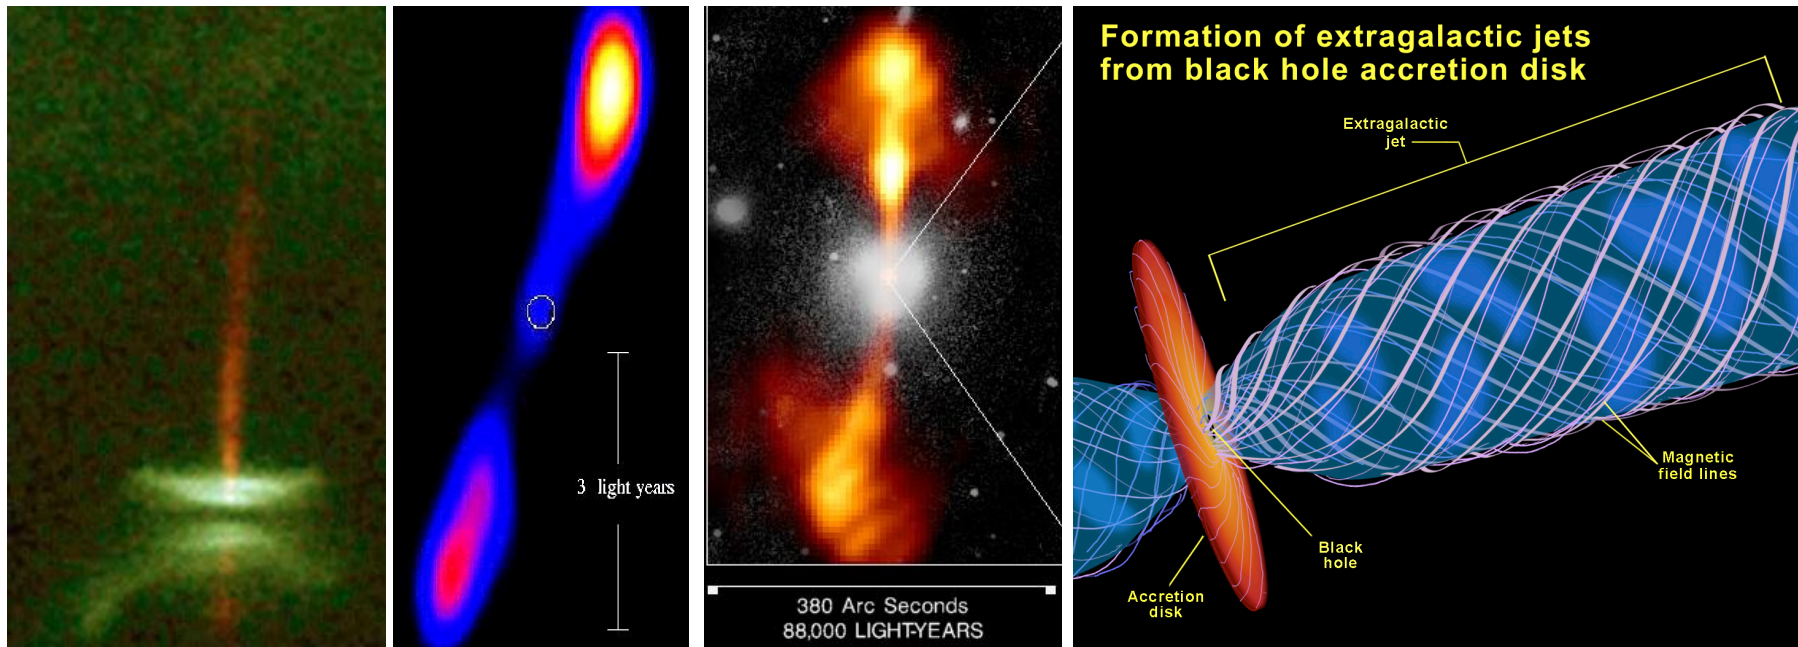 3 light years
380 Arc Seconds
88,000 LIGHT-YEARS
Formation of extragalactic jets
from black hole accretion disk
Extragalactic
jet
Magnetic
field lines
Black
hole
Accretion
disk